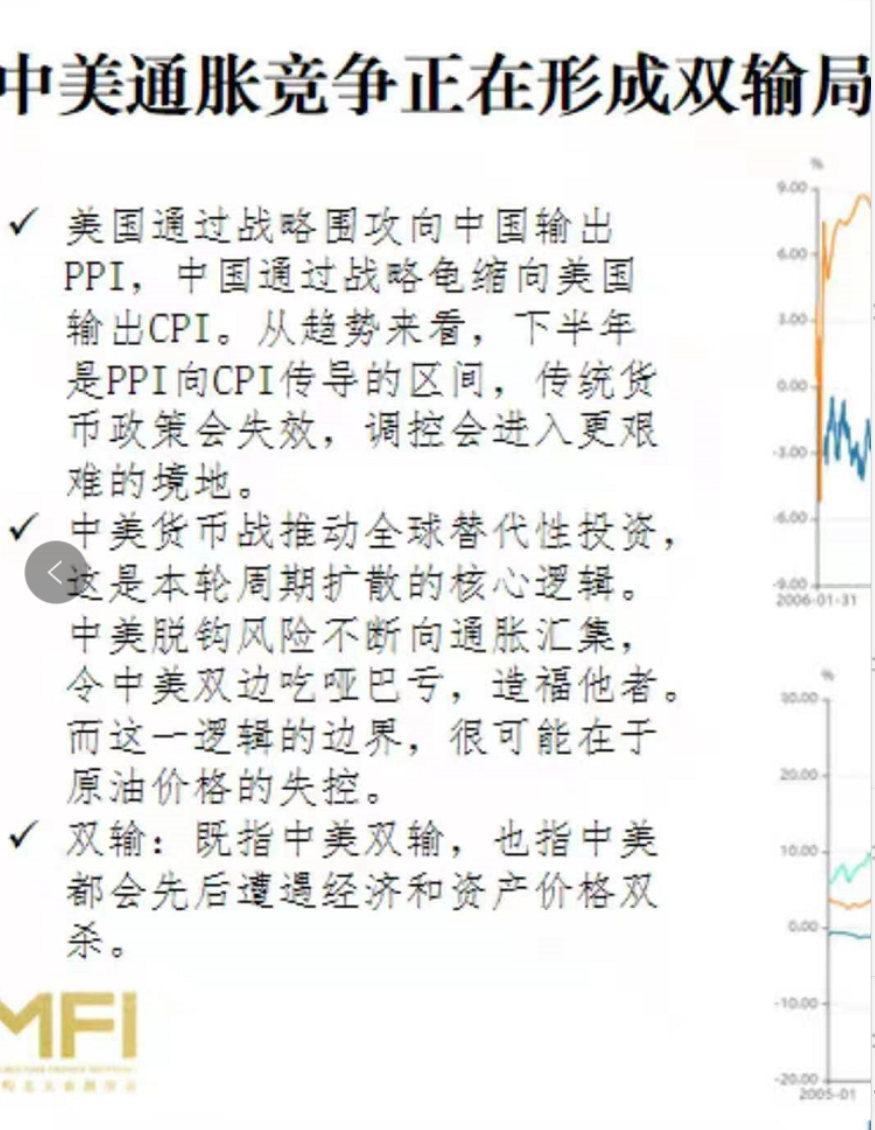 中美通胀竞争正在形成双输局
✓ 美国通过战略围攻向中国输出
PPI，中国通过战略龟缩向美国
输出CPI。从趋势来看，下半年
是PPI向CPI传导的区间，传统货
币政策会失效，调控会进入更艰
难的境地。
✓ 中美货币战推动全球替代性投资，
这是本轮周期扩散的核心逻辑。
中美脱钩风险不断向通胀汇集，
令中美双边吃哑巴亏，造福他者。
而这一逻辑的边界，很可能在于
原油价格的失控。
✓ 双输：既指中美双输，也指中美
都会先后遭遇经济和资产价格双
杀。
%
9.00
6.00
3.00
0.00
-3.00
-6.00
-9.00
2006-01-31
%
30.00
20.00
10.00
0.00
-10.00
-20.00
2005-01
MFI